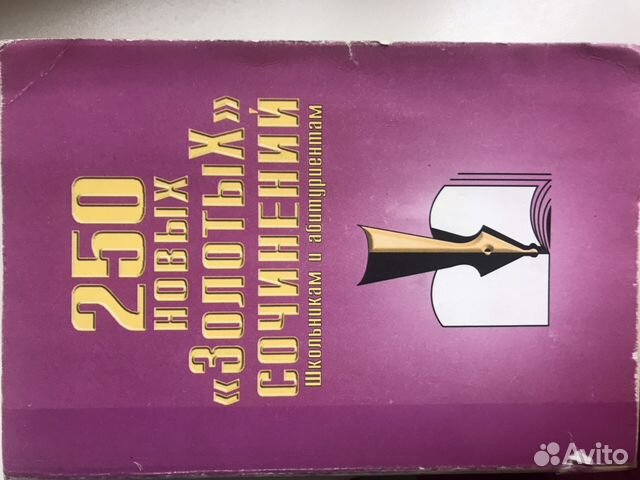 250
НОВЫХ
«ЗОЛОТЫХ»
СОЧИНЕНИЙ
Школьникам и абитуриентам
Avito